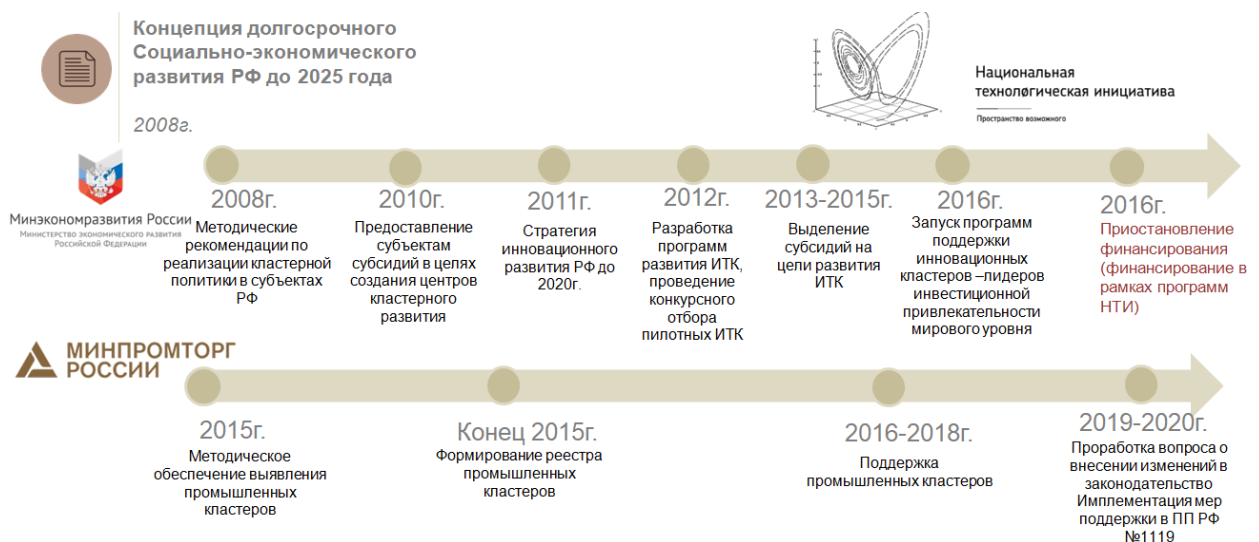 Концепция долгосрочного
Социально-экономического
развития РФ до 2025 года
2008г.
Национальная
технологическая инициатива
Пространство возможного
Минэкономразвития России
Министерство экономического развития
Российской Федерации
2008г.
Методические
рекомендации по
реализации кластерной
политики в субъектах
РФ
2010г.
Предоставление
субъектам
субсидий в целях
создания центров
кластерного
развития
2011г.
Стратегия
инновационного
развития РФ до
2020г.
2012г.
Разработка
программ
развития ИТК,
проведение
конкурсного
отбора
пилотных ИТК
2013-2015г.
Выделение
субсидий на
цели развития
ИТК
2016г.
Запуск программ
поддержки
инновационных
кластеров –лидеров
инвестиционной
привлекательности
мирового уровня
2016г.
Приостановление
финансирования
(финансирование в
рамках программ
НТИ)
МИНПРОМТОРГ
РОССИИ
2015г.
Методическое
обеспечение выявления
промышленных
кластеров
Конец 2015г.
Формирование реестра
промышленных
кластеров
2016-2018г.
Поддержка
промышленных кластеров
2019-2020г.
Проработка вопроса о
внесении изменений в
законодательство
Имплементация мер
поддержки в ПП РФ
№1119